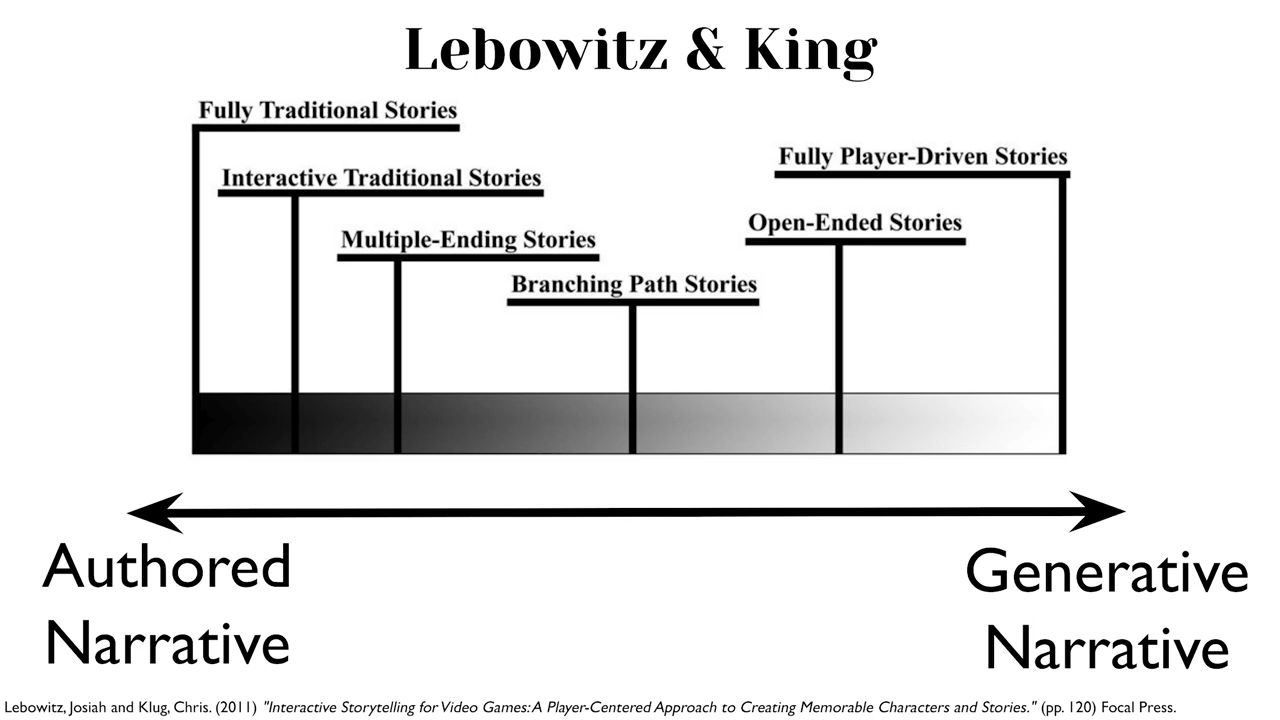 Lebowitz & King
Fully Traditional Stories
Interactive Traditional Stories
Multiple-Ending Stories
Branching Path Stories
Fully Player-Driven Stories
Open-Ended Stories
Authored
Narrative
Generative
Narrative
Lebowitz, Josiah and Klug, Chris. (2011) "Interactive Storytelling for Video Games: A Player-Centered Approach to Creating Memorable Characters and Stories." (pp. 120) Focal Press.